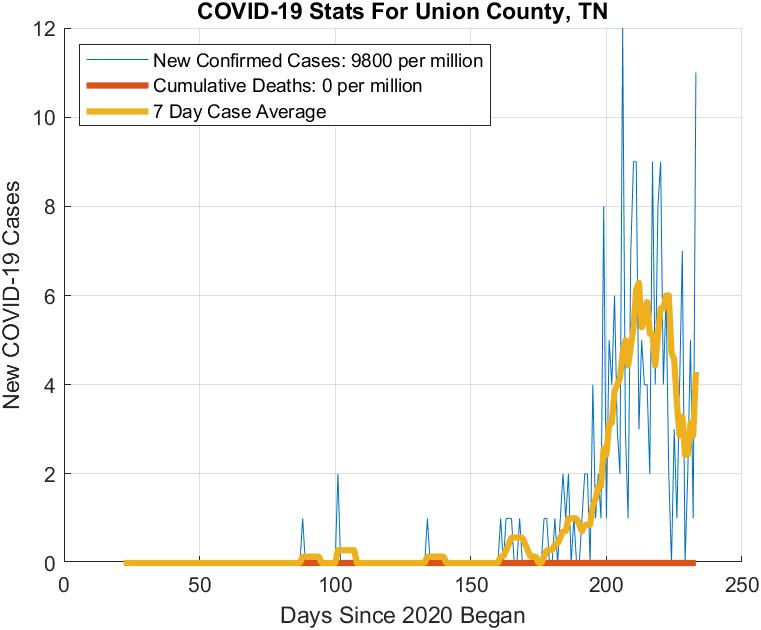 COVID-19 Stats For Union County, TN
New Confirmed Cases: 9800 per million
Cumulative Deaths: 0 per million
7 Day Case Average
New COVID-19 Cases
12
10
8
6
4
2
0
0 50 100 150 200 250
Days Since 2020 Began